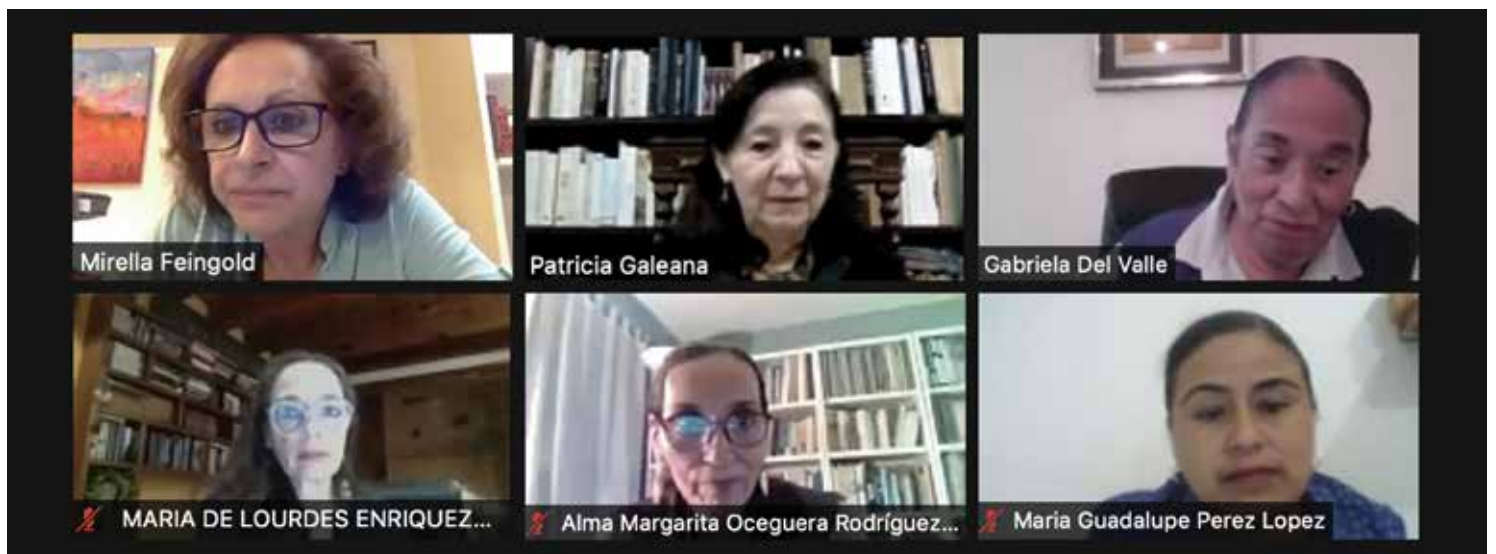 Mirella Feingold
Patricia Galeana
Gabriela Del Valle
MARIA DE LOURDES ENRIQUEZ...
Alma Margarita Oceguera Rodríguez...
Maria Guadalupe Perez Lopez